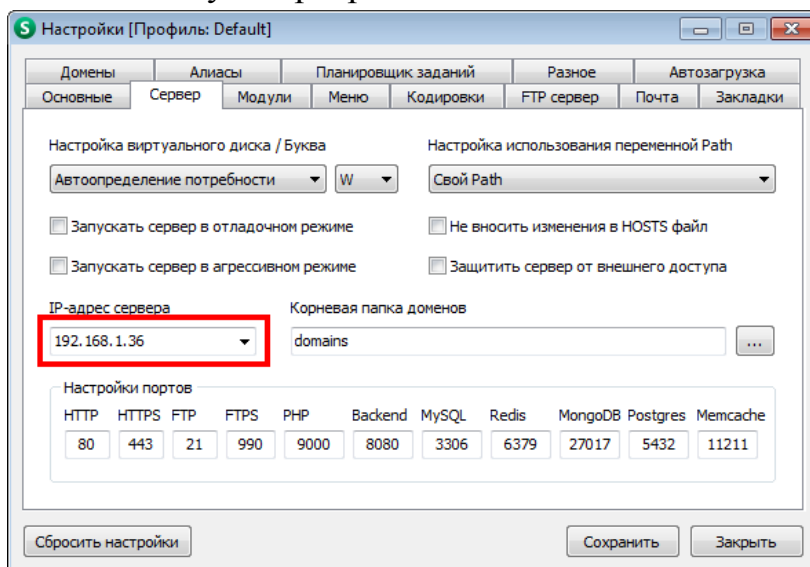 Настройки [Профиль: Default]
Домены Алиасы Планировщик заданий Разное Автозагрузка
Основные Сервер Модули Меню Кодировки FTP сервер Почта Закладки
Настройка виртуального диска / Буква Настройка использования переменной Path
Автоопределение потребности W Свой Path
Запускать сервер в отладочном режиме Не вносить изменения в HOSTS файл
Запускать сервер в агрессивном режиме Защитить сервер от внешнего доступа
IP-адрес сервера Корневая папка доменов
192.168.1.36 domains ...
Настройки портов
HTTP HTTPS FTP FTPS PHP Backend MySQL Redis MongoDB Postgres Memcache
80 443 21 990 9000 8080 3306 6379 27017 5432 11211
Сбросить настройки Сохранить Закрыть